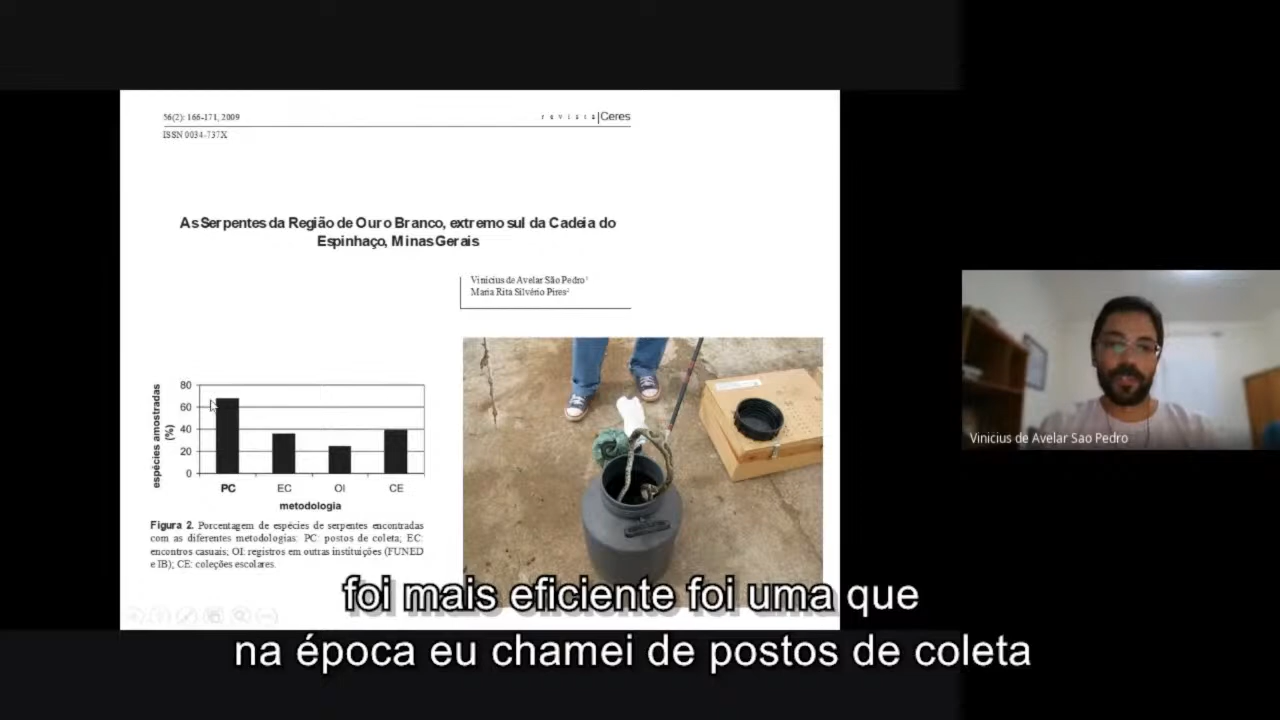 56(2): 166-171, 2009
revista|Ceres
ISSN 0034-737X
As Serpentes da Região de Ouro Branco, extremo sul da Cadeia do
Espinhaço, Minas Gerais
Vinícius de Avelar São Pedro¹
Maria Rita Silvério Pires²
espécies amostradas
(%)
80
60
40
20
0
PC EC OI CE
metodologia
Figura 2. Porcentagem de espécies de serpentes encontradas
com as diferentes metodologias: PC: postos de coleta; EC:
encontros casuais; OI: registros em outras instituições (FUNED
e IB); CE: coleções escolares.
Vinicius de Avelar Sao Pedro
foi mais eficiente foi uma que
na época eu chamei de postos de coleta